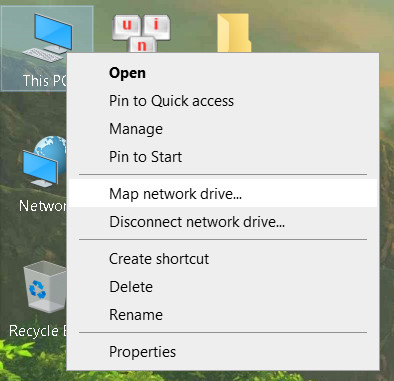 u i
n
This PC
Open
Pin to Quick access
Manage
Pin to Start
Map network drive...
Disconnect network drive...
Create shortcut
Delete
Rename
Properties
Recycle